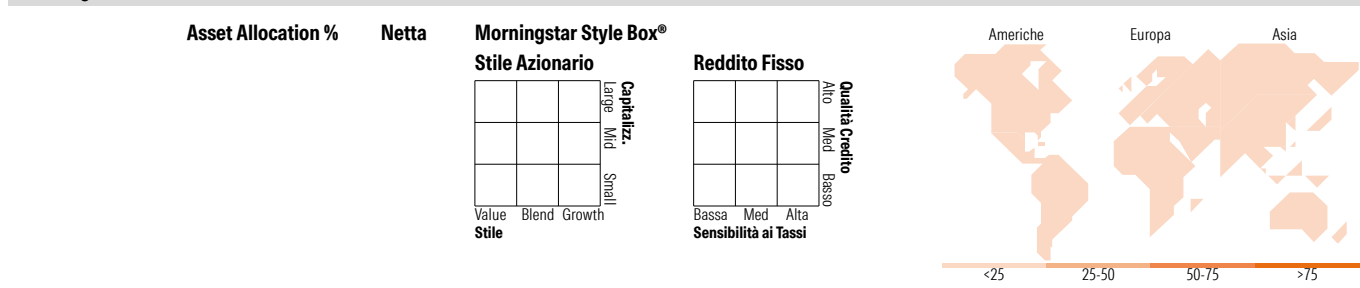 Asset Allocation % Netta
Morningstar Style Box®
Stile Azionario
Large Mid Small
Capitalizz.
Value Blend Growth
Stile
Reddito Fisso
Alto Med Basso
Qualità Credito
Bassa Med Alta
Sensibilità ai Tassi
Americhe Europa Asia
<25 25-50 50-75 >75